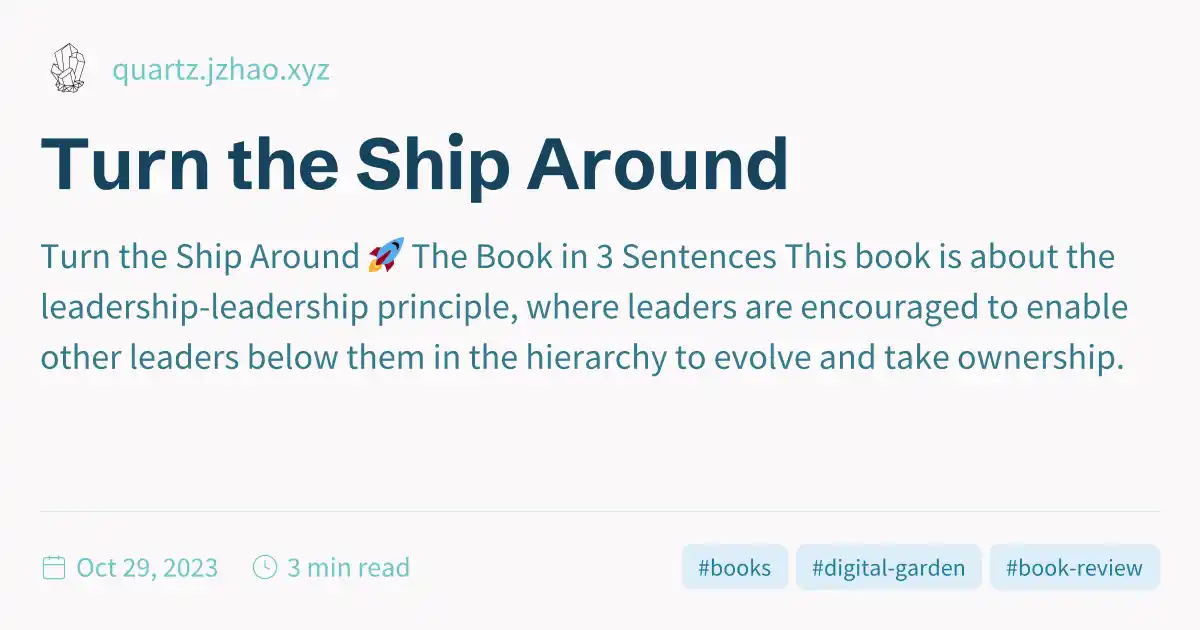 quartz.jzhao.xyz
Turn the Ship Around
Turn the Ship Around 🚀 The Book in 3 Sentences This book is about the
leadership-leadership principle, where leaders are encouraged to enable
other leaders below them in the hierarchy to evolve and take ownership.
Oct 29, 2023 3 min read #books #digital-garden #book-review